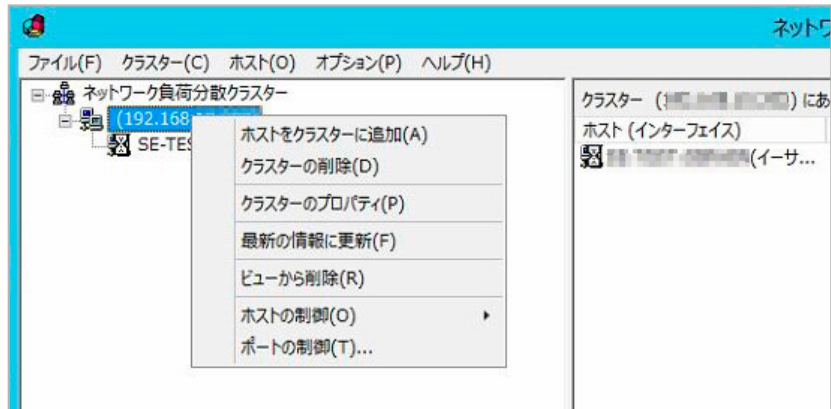 ネットワ
ファイル(F) クラスター(C) ホスト(O) オプション(P) ヘルプ(H)
ネットワーク負荷分散クラスター
(192.168
SE-TES
ホストをクラスターに追加(A)
クラスターの削除(D)
クラスターのプロパティ(P)
最新の情報に更新(F)
ビューから削除(R)
ホストの制御(O)
ポートの制御(T)...
クラスター ( ) にあ
ホスト (インターフェイス)
(イーサ...